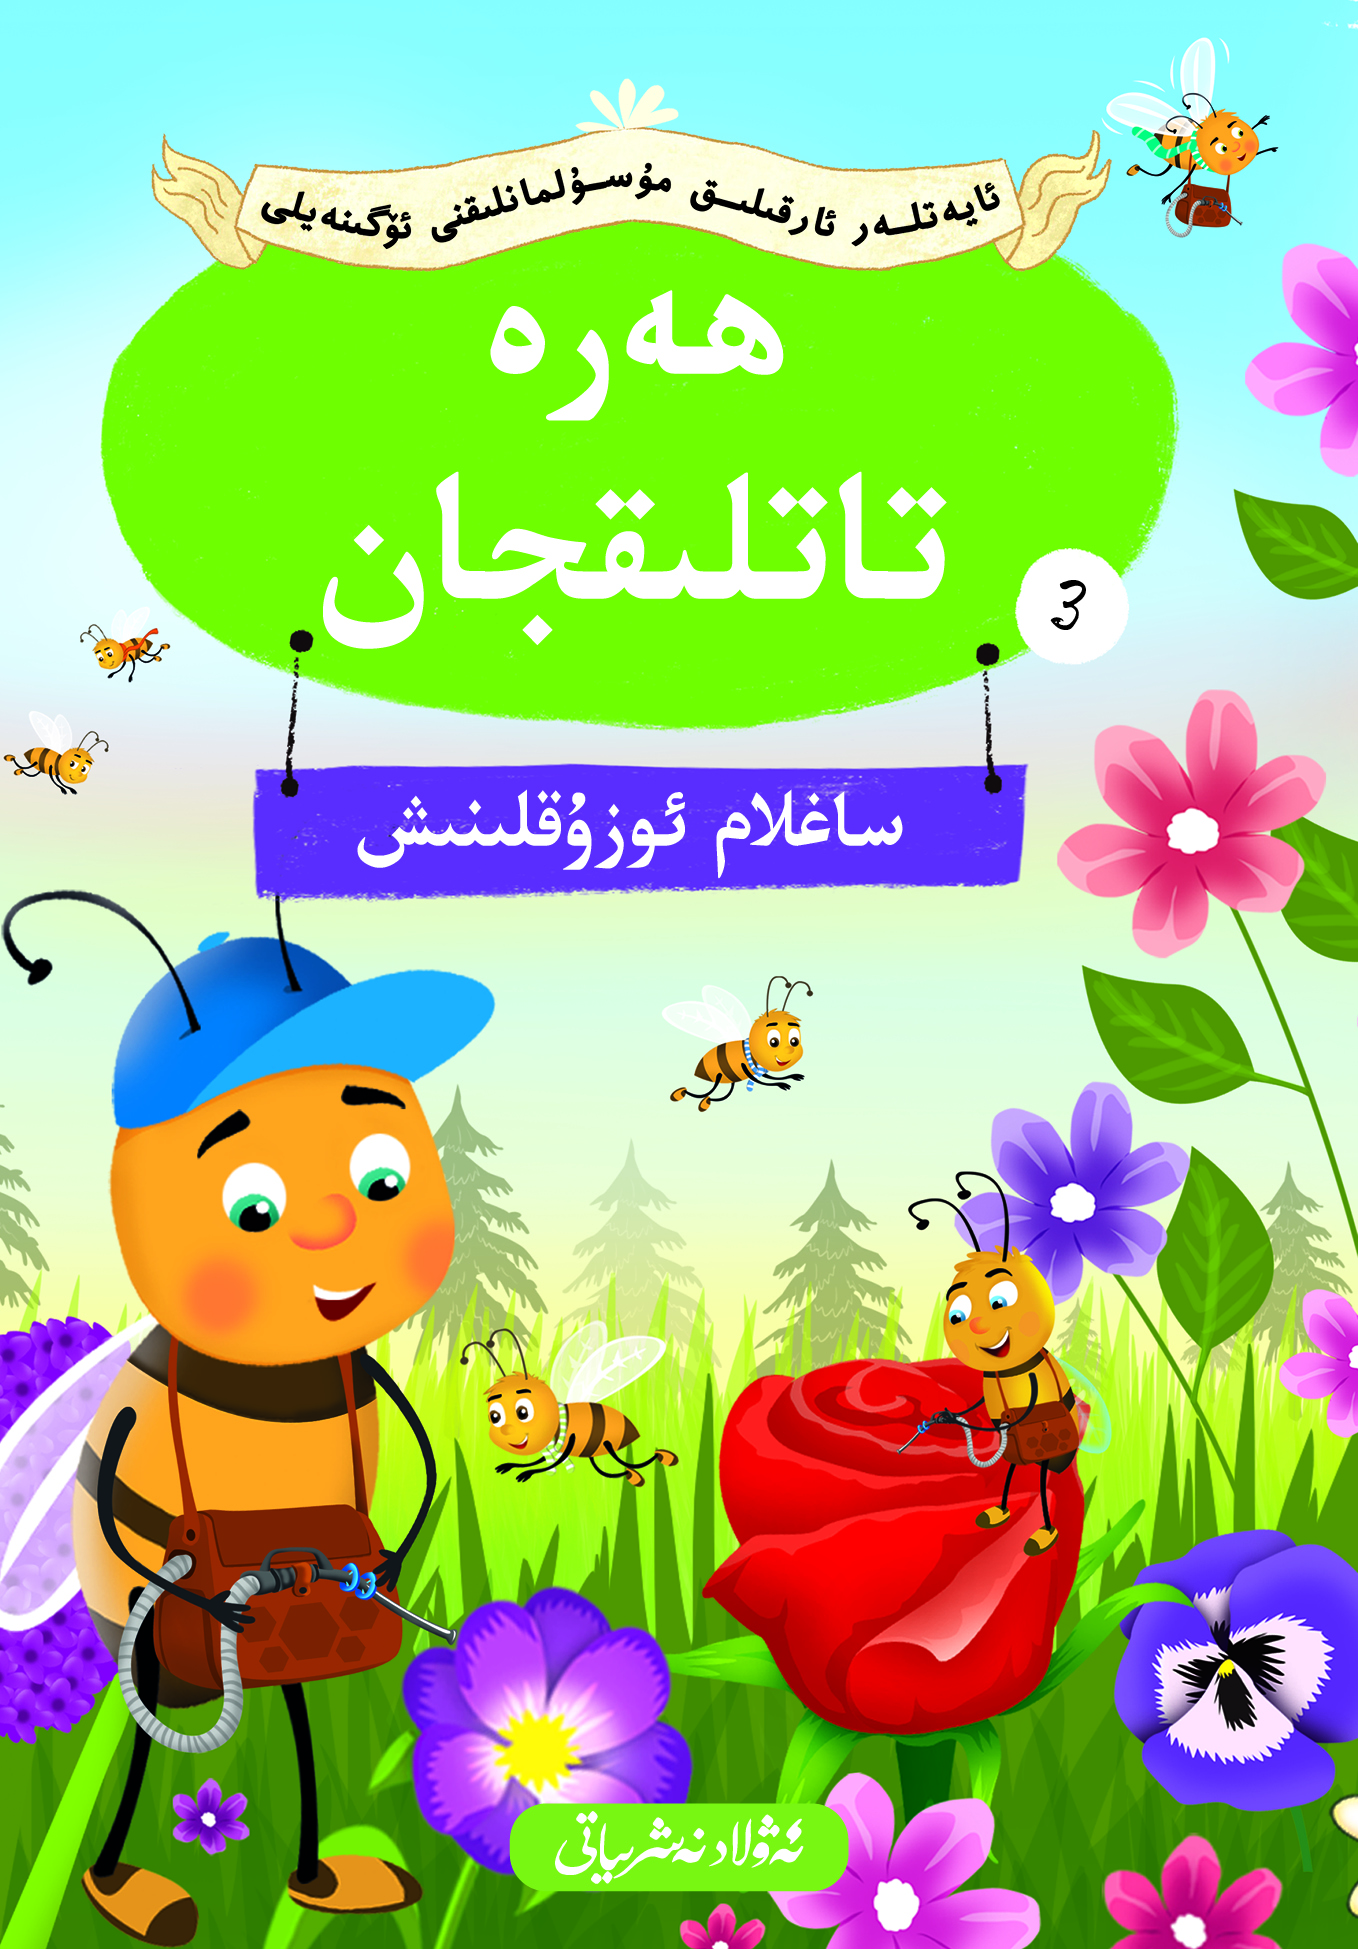 ئايەتلەر ئارقىلىق مۇسۇلمانلىقنى ئۆگىنەيلى
ھەرە
تاتلىقجان
3
ساغلام ئوزۇقلىنىش
ئەۋلاد نەشرىياتى